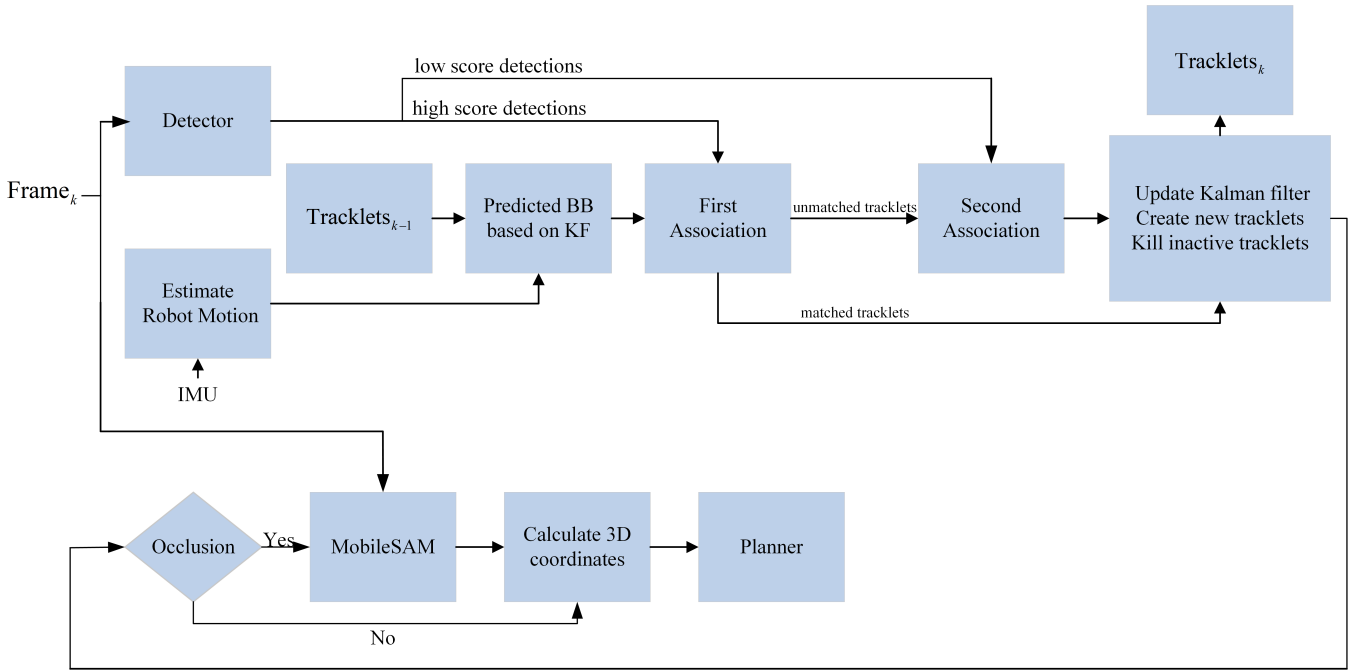 low score detections
Tracklets_k
Detector
high score detections
Frame_k
Tracklets_{k-1}
Predicted BB
based on KF
First
Association
unmatched tracklets
Second
Association
Update Kalman filter
Create new tracklets
Kill inactive tracklets
Estimate
Robot Motion
matched tracklets
IMU
Occlusion
Yes
MobileSAM
Calculate 3D
coordinates
Planner
No